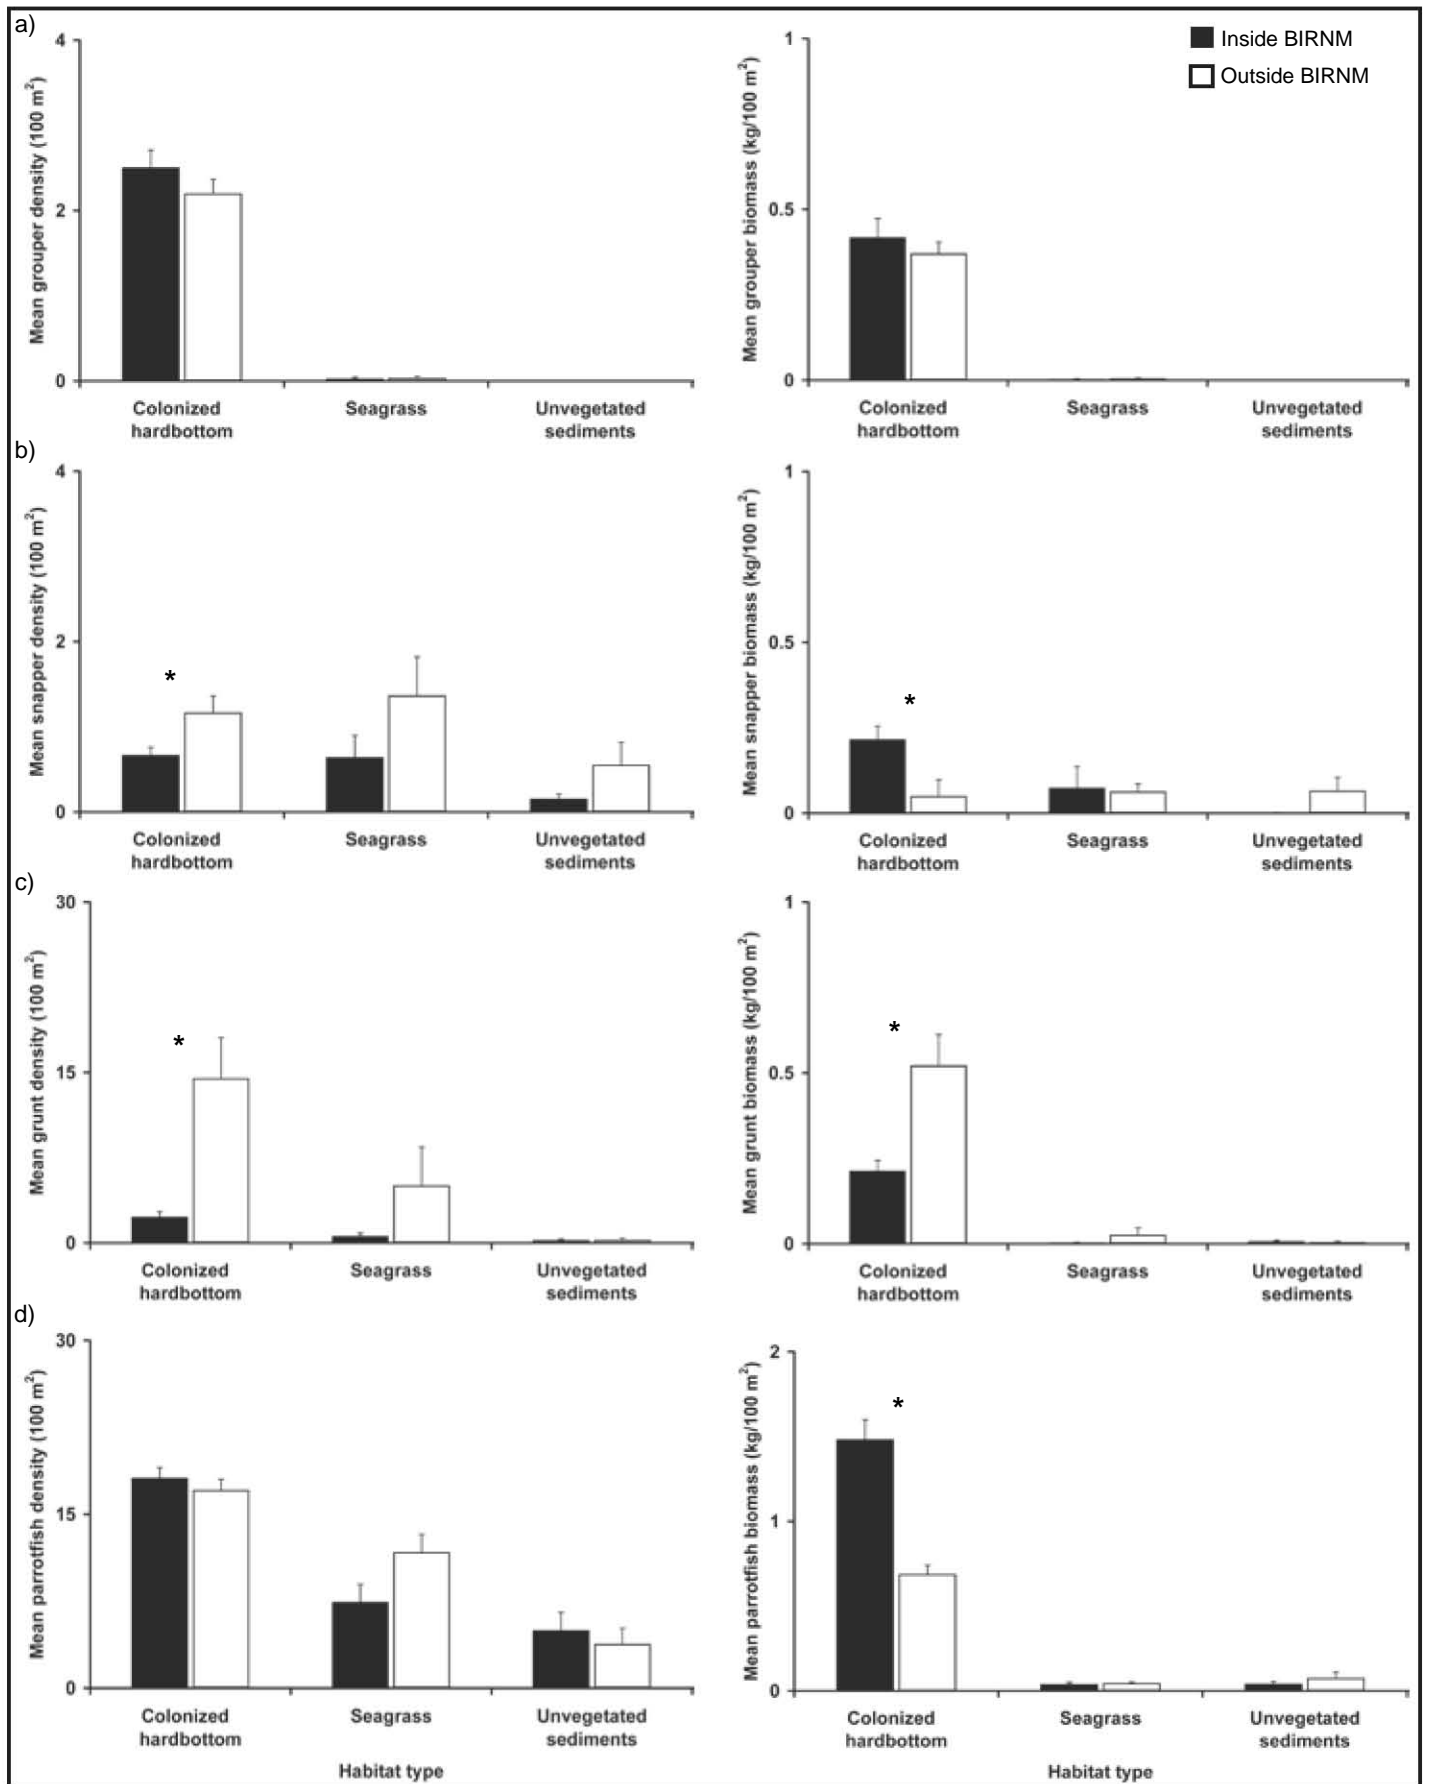 a)
Mean grouper density (100 m²)
4
2
0
Colonized hardbottom
Seagrass
Unvegetated sediments
Mean grouper biomass (kg/100 m²)
1
0.5
0
Colonized hardbottom
Seagrass
Unvegetated sediments
Inside BIRNM
Outside BIRNM
b)
Mean snapper density (100 m²)
4
2
0
*
Colonized hardbottom
Seagrass
Unvegetated sediments
Mean snapper biomass (kg/100 m²)
1
0.5
0
*
Colonized hardbottom
Seagrass
Unvegetated sediments
c)
Mean grunt density (100 m²)
30
15
0
*
Colonized hardbottom
Seagrass
Unvegetated sediments
Mean grunt biomass (kg/100 m²)
1
0.5
0
*
Colonized hardbottom
Seagrass
Unvegetated sediments
d)
Mean parrotfish density (100 m²)
30
15
0
Colonized hardbottom
Seagrass
Unvegetated sediments
Habitat type
Mean parrotfish biomass (kg/100 m²)
2
1
0
*
Colonized hardbottom
Seagrass
Unvegetated sediments
Habitat type